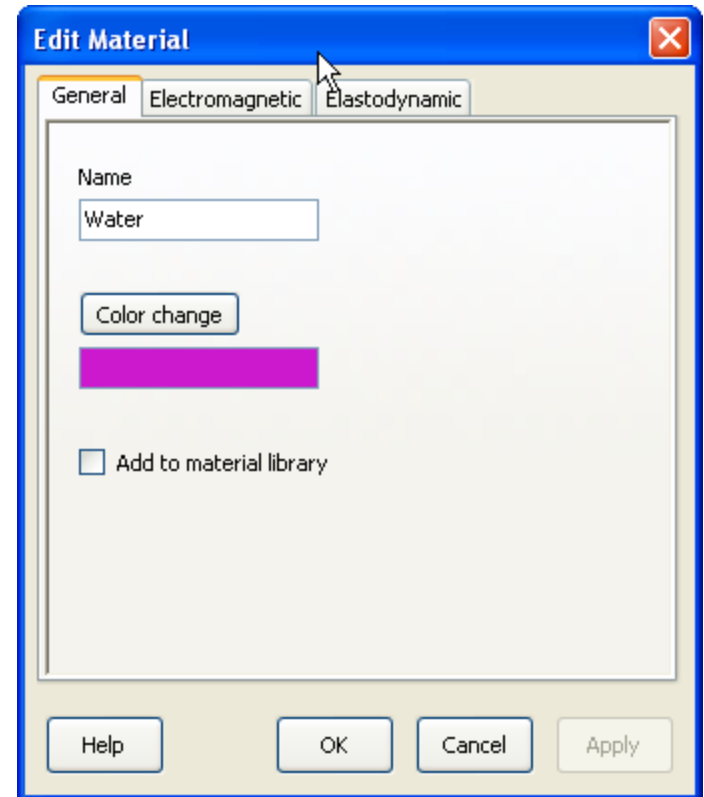 Edit Material
General Electromagnetic Elastodynamic
Name
Water
Color change
Add to material library
Help OK Cancel Apply